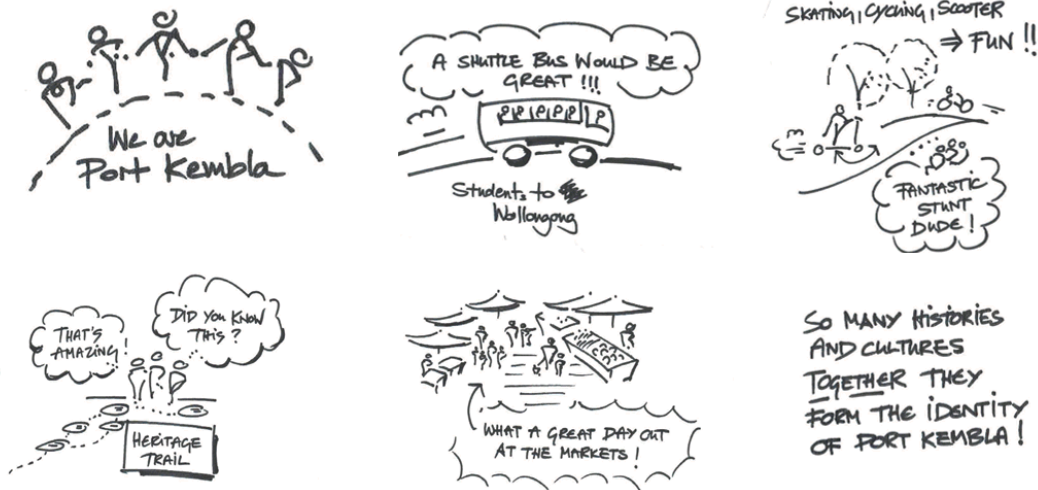 We are
Port Kembla
A SHUTTLE BUS WOULD BE
GREAT !!!
Students to
Wollongong
SKATING, CYCLING, SCOOTER
⇒ FUN !!
FANTASTIC
STUNT
DUDE !
THAT'S
AMAZING!
DID YOU KNOW
THIS ?
HERITAGE
TRAIL
WHAT A GREAT DAY OUT
AT THE MARKETS !
SO MANY HISTORIES
AND CULTURES
TOGETHER THEY
FORM THE IDENTITY
OF PORT KEMBLA !